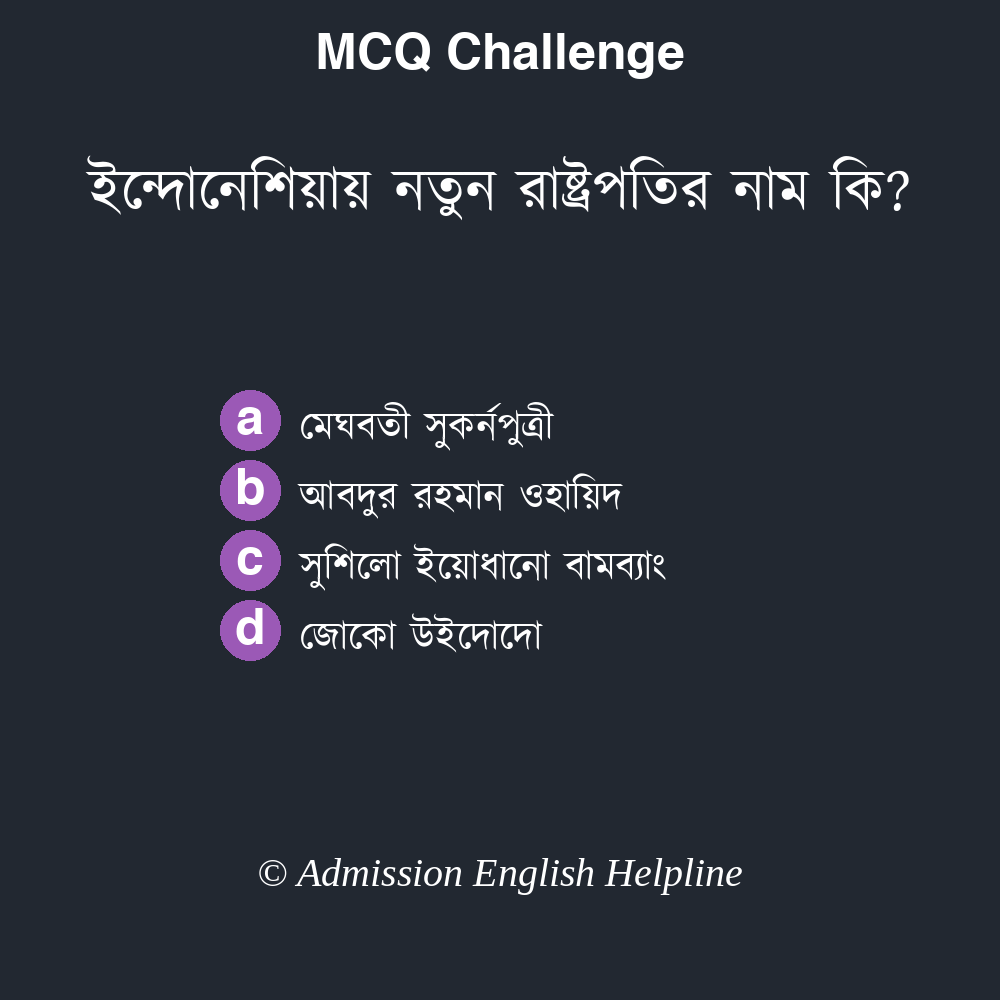 MCQ Challenge
ইন্দোনেশিয়ায় নতুন রাষ্ট্রপতির নাম কি?
a মেঘবতী সুকর্নপুত্রী
b আবদুর রহমান ওহায়িদ
c সুশিলো ইয়োধানো বামব্যাং
d জোকো উইদোদো
© Admission English Helpline